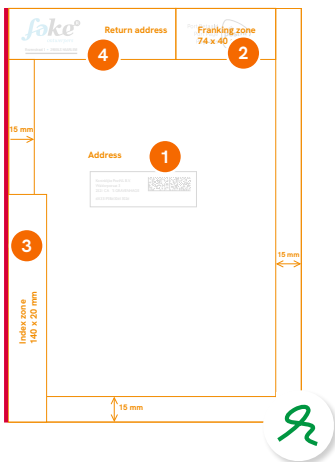 fake
Return address
Franking zone
74 x 40
4
2
15 mm
Address
1
3
15 mm
Index zone
140 x 20 mm
15 mm